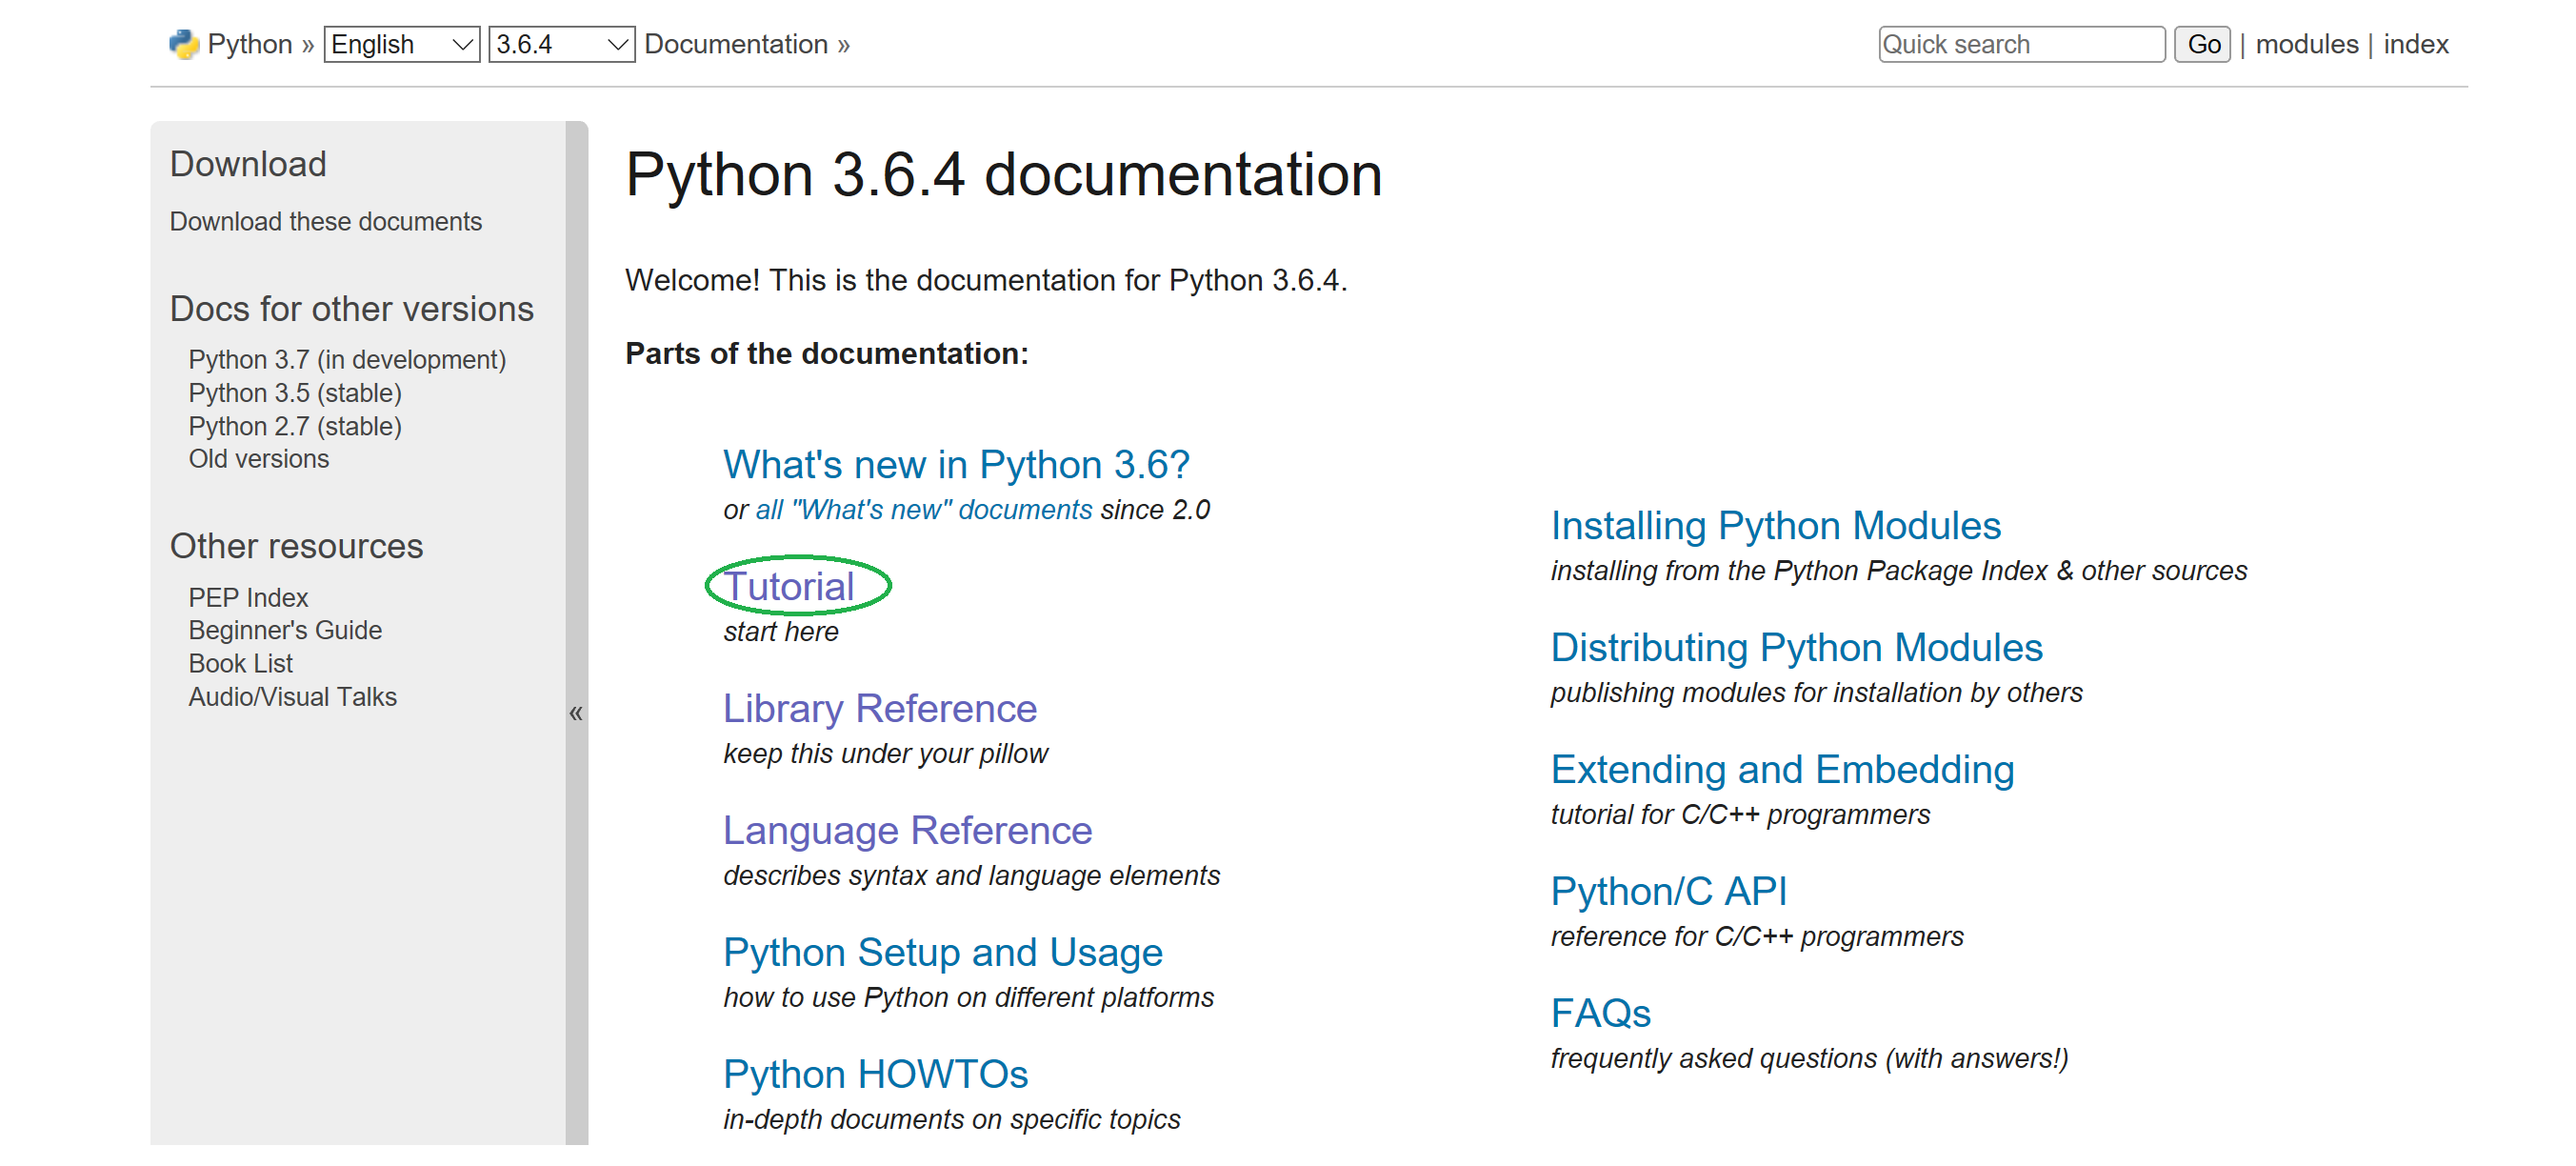 Python » English 3.6.4 Documentation »
Quick search Go | modules | index
Download
Download these documents
Docs for other versions
Python 3.7 (in development)
Python 3.5 (stable)
Python 2.7 (stable)
Old versions
Other resources
PEP Index
Beginner's Guide
Book List
Audio/Visual Talks
«
Python 3.6.4 documentation
Welcome! This is the documentation for Python 3.6.4.
Parts of the documentation:
What's new in Python 3.6?
or all "What's new" documents since 2.0
Tutorial
start here
Library Reference
keep this under your pillow
Language Reference
describes syntax and language elements
Python Setup and Usage
how to use Python on different platforms
Python HOWTOs
in-depth documents on specific topics
Installing Python Modules
installing from the Python Package Index & other sources
Distributing Python Modules
publishing modules for installation by others
Extending and Embedding
tutorial for C/C++ programmers
Python/C API
reference for C/C++ programmers
FAQs
frequently asked questions (with answers!)